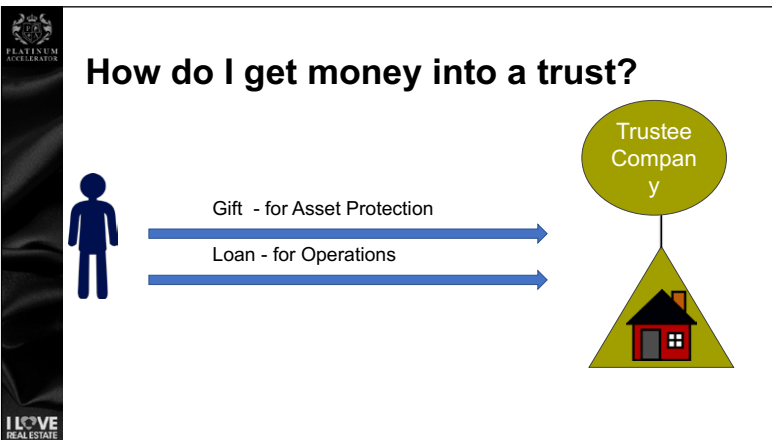 PLATINUM
ACCELERATOR
How do I get money into a trust?
Trustee
Compan
y
Gift - for Asset Protection
Loan - for Operations
I LOVE
REAL ESTATE